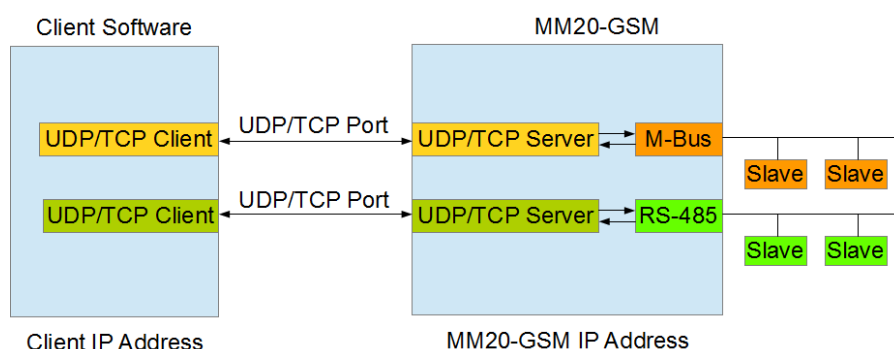 Client Software
MM20-GSM
UDP/TCP Client
UDP/TCP Port
UDP/TCP Server
M-Bus
Slave
Slave
UDP/TCP Client
UDP/TCP Port
UDP/TCP Server
RS-485
Slave
Slave
Client IP Address
MM20-GSM IP Address